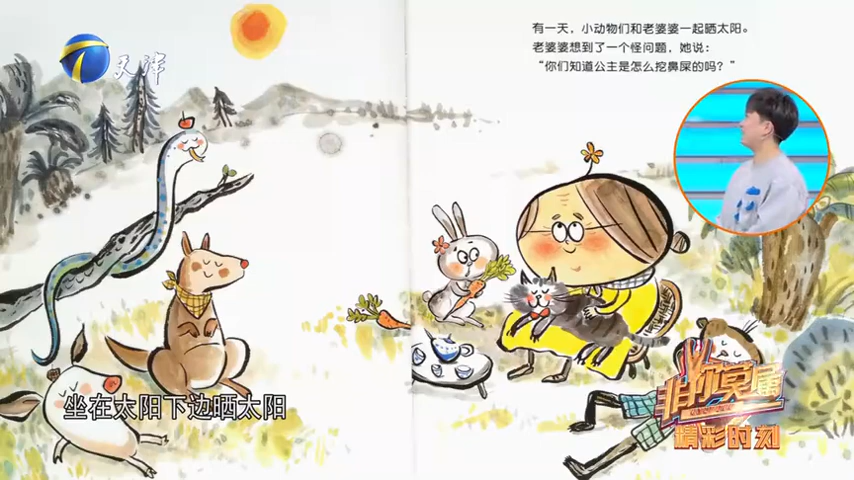 有一天，小动物们和老婆婆一起晒太阳。
老婆婆想到了一个怪问题，她说：
“你们知道公主是怎么挖鼻屎的吗？”
天津
坐在太阳下边晒太阳
非你莫属
精彩时刻